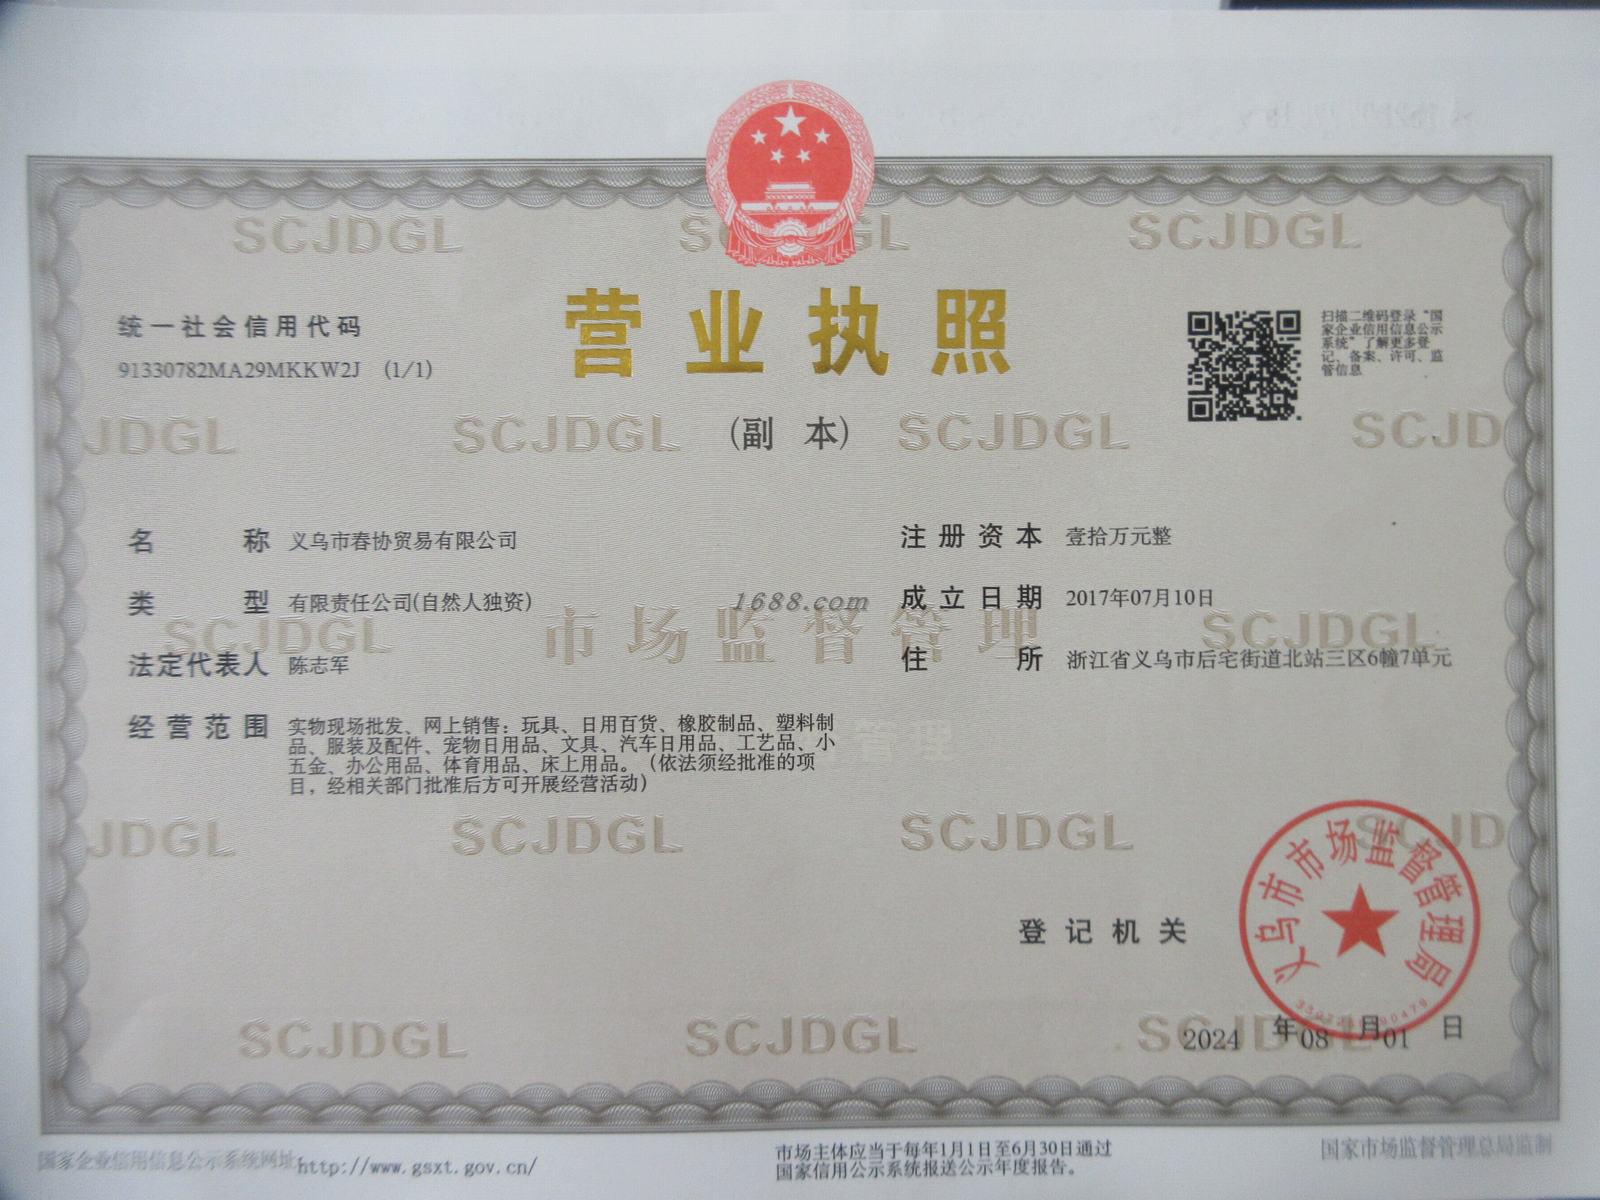 营业执照
(副 本)
统一社会信用代码
91330782MA29MKKW2J (1/1)
扫描二维码登录“国
家企业信用信息公示
系统”了解更多登
记、备案、许可、监
管信息
名 称 义乌市春协贸易有限公司
类 型 有限责任公司(自然人独资)
法定代表人 陈志军
经营范围 实物现场批发、网上销售：玩具、日用百货、橡胶制品、塑料制
品、服装及配件、宠物日用品、文具、汽车日用品、工艺品、小
五金、办公用品、体育用品、床上用品。（依法须经批准的项
目，经相关部门批准后方可开展经营活动）
注册资本 壹拾万元整
成立日期 2017年07月10日
住 所 浙江省义乌市后宅街道北站三区6幢7单元
1688.com
SCJDGL SCJDGL
JDGL SCJDGL SCJDGL SCJD
SCJDGL 市场监督管理 SCJDGL
管理
JDGL SCJDGL SCJDGL JD
SCJDGL SCJDGL SCJDGL
登记机关
义乌市市场监督管理局
2024 年08 月01 日
国家企业信用信息公示系统网址:http://www.gsxt.gov.cn/
市场主体应当于每年1月1日至6月30日通过
国家信用公示系统报送公示年度报告。
国家市场监督管理总局监制